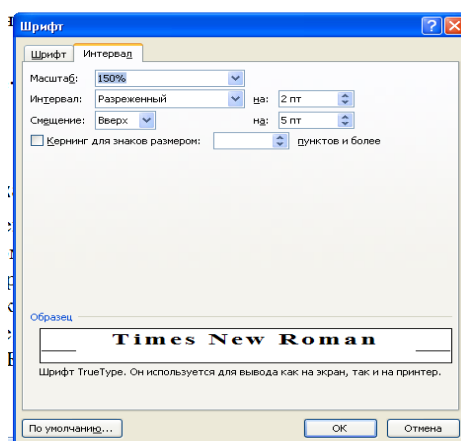 Шрифт
Шрифт Интервал
Масштаб: 150%
Интервал: Разреженный на: 2 пт
Смещение: Вверх на: 5 пт
Кернинг для знаков размером: пунктов и более
Образец
Times New Roman
Шрифт TrueType. Он используется для вывода как на экран, так и на принтер.
По умолчанию... ОК Отмена